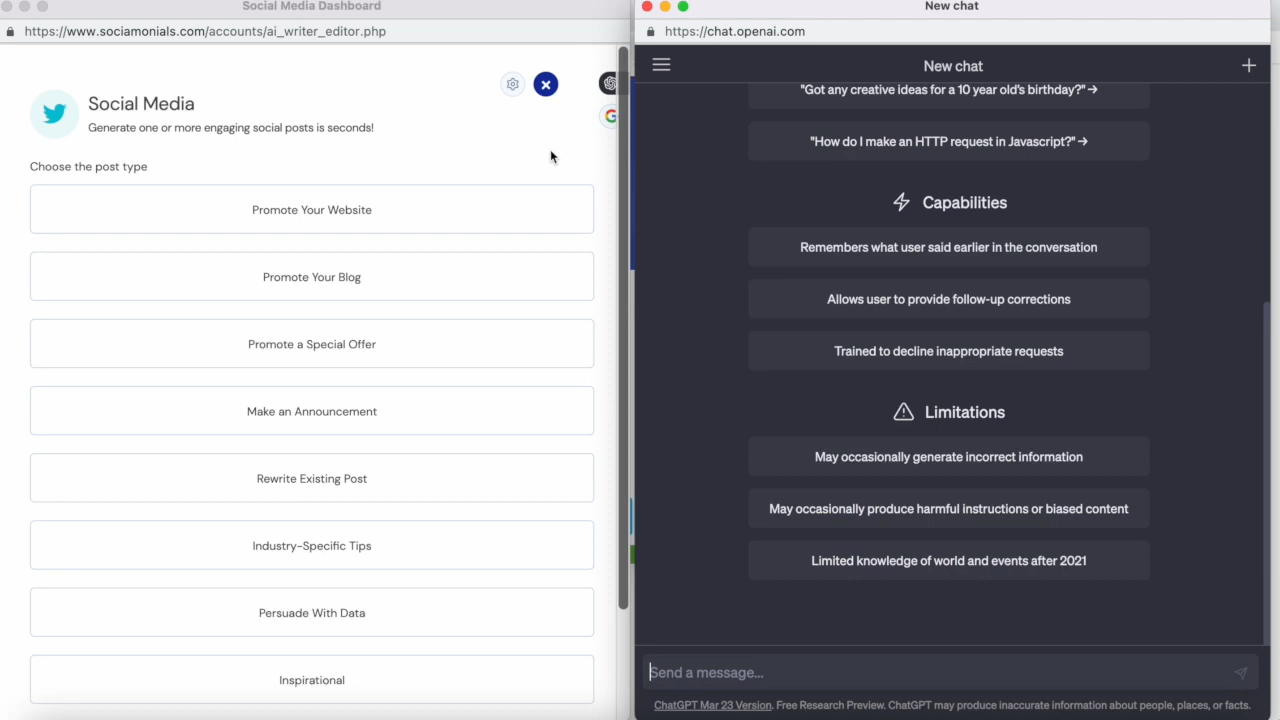 Social Media Dashboard
https://www.sociamonials.com/accounts/ai_writer_editor.php
Social Media
Generate one or more engaging social posts is seconds!
Choose the post type
Promote Your Website
Promote Your Blog
Promote a Special Offer
Make an Announcement
Rewrite Existing Post
Industry-Specific Tips
Persuade With Data
Inspirational
New chat
https://chat.openai.com
New chat
"Got any creative ideas for a 10 year old's birthday?" →
"How do I make an HTTP request in Javascript?" →
Capabilities
Remembers what user said earlier in the conversation
Allows user to provide follow-up corrections
Trained to decline inappropriate requests
Limitations
May occasionally generate incorrect information
May occasionally produce harmful instructions or biased content
Limited knowledge of world and events after 2021
Send a message...
ChatGPT Mar 23 Version. Free Research Preview. ChatGPT may produce inaccurate information about people, places, or facts.